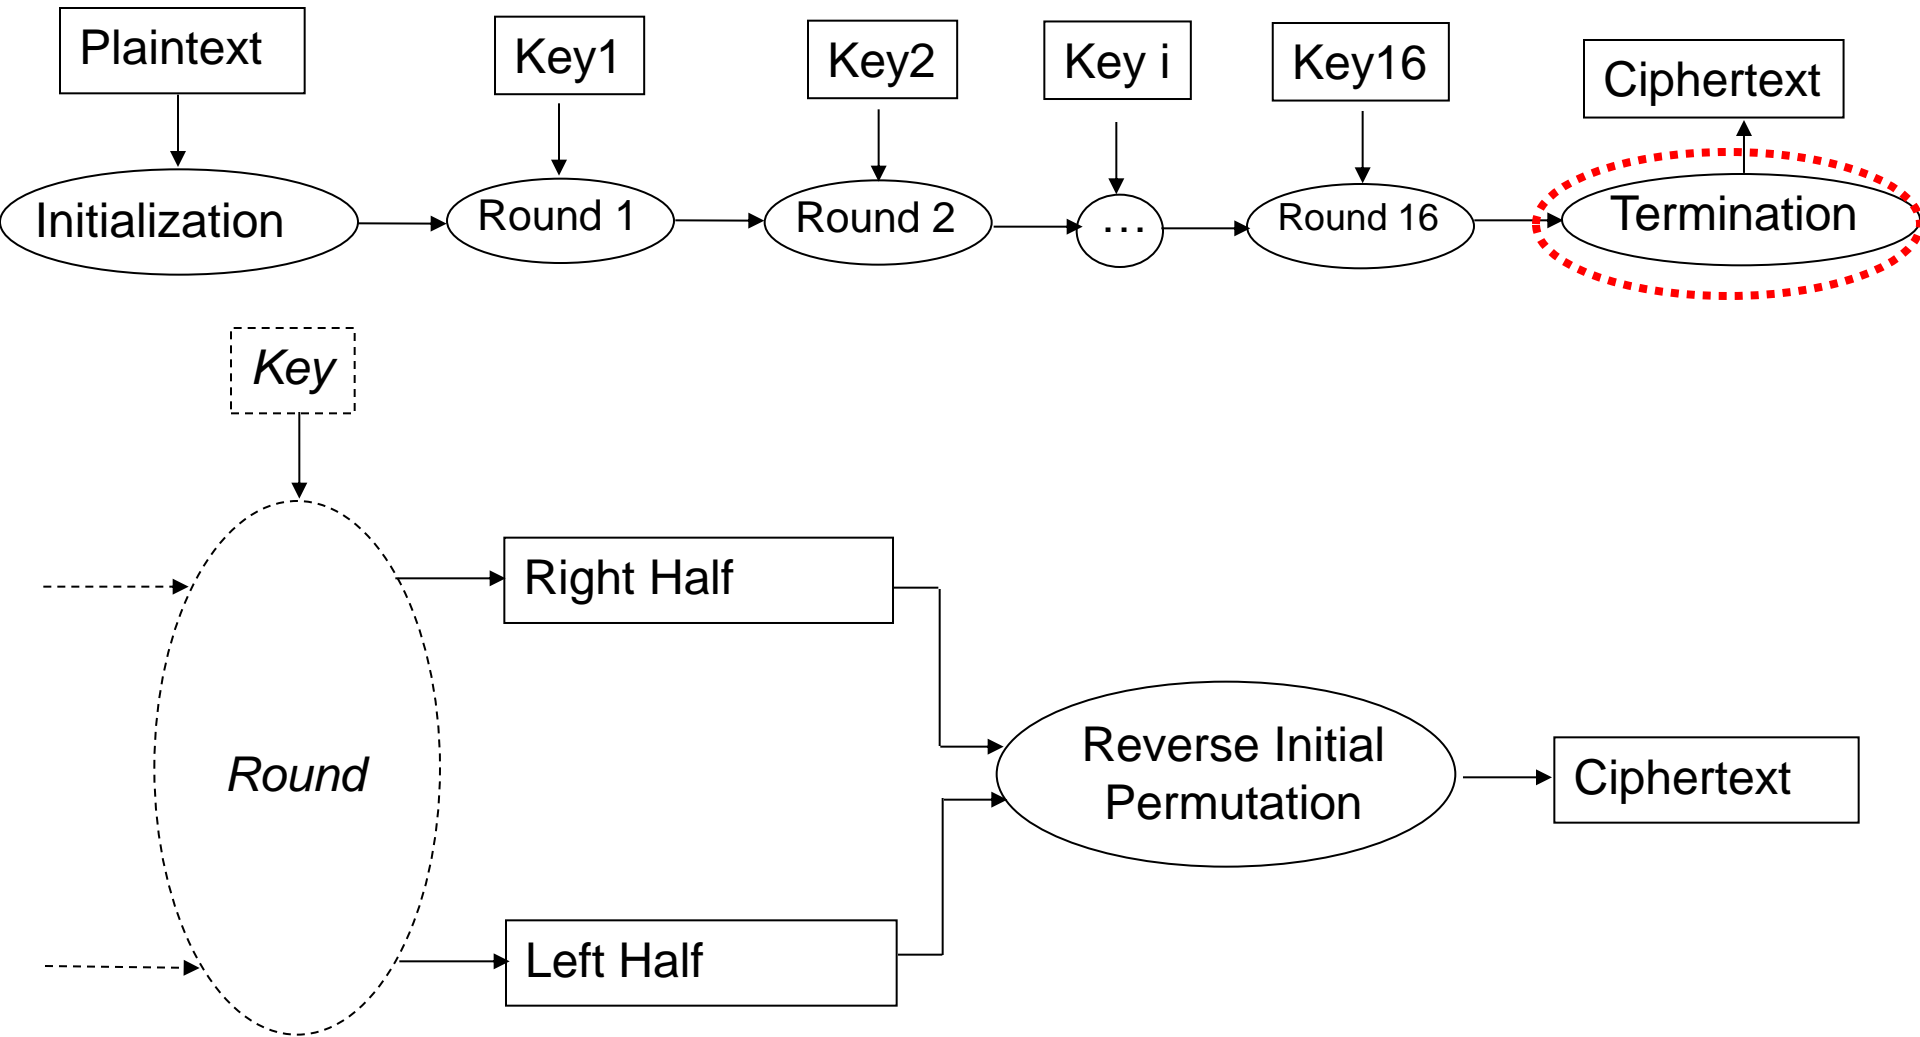 Plaintext
Key1
Key2
Key i
Key16
Ciphertext
Initialization
Round 1
Round 2
...
Round 16
Termination
Key
Round
Right Half
Left Half
Reverse Initial
Permutation
Ciphertext